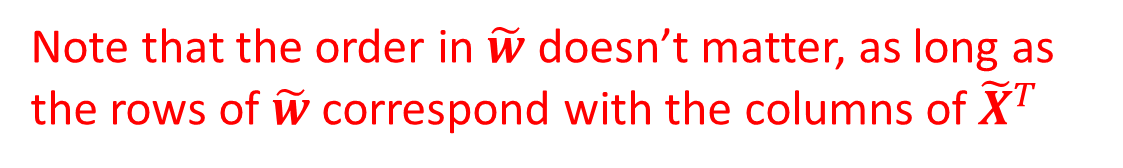 Note that the order in w̃ doesn’t matter, as long as
the rows of w̃ correspond with the columns of X̃ᵀ